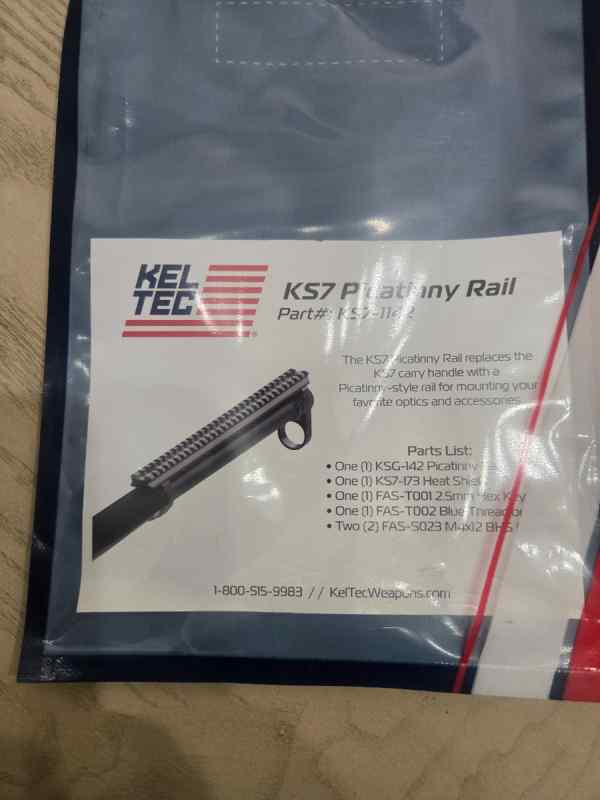 KEL
TEC
®
KS7 Picatinny Rail
Part#: KS7-1142
The KS7 Picatinny Rail replaces the
KS7 carry handle with a
Picatinny-style rail for mounting your
favorite optics and accessories
Parts List:
• One (1) KSG-142 Picatinny
• One (1) KS7-173 Heat Shield
• One (1) FAS-T001 2.5mm Hex Key
• One (1) FAS-T002 Blue
• Two (2) FAS-S023 M4x12 BHS
1-800-515-9983 // KelTecWeapons.com